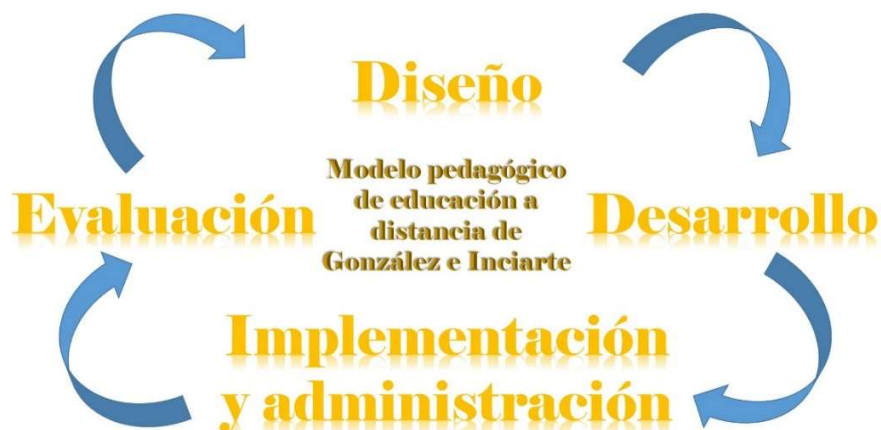 Diseño
Modelo pedagógico
de educación a
distancia de
González e Inciarte
Evaluación
Desarrollo
Implementación
y administración